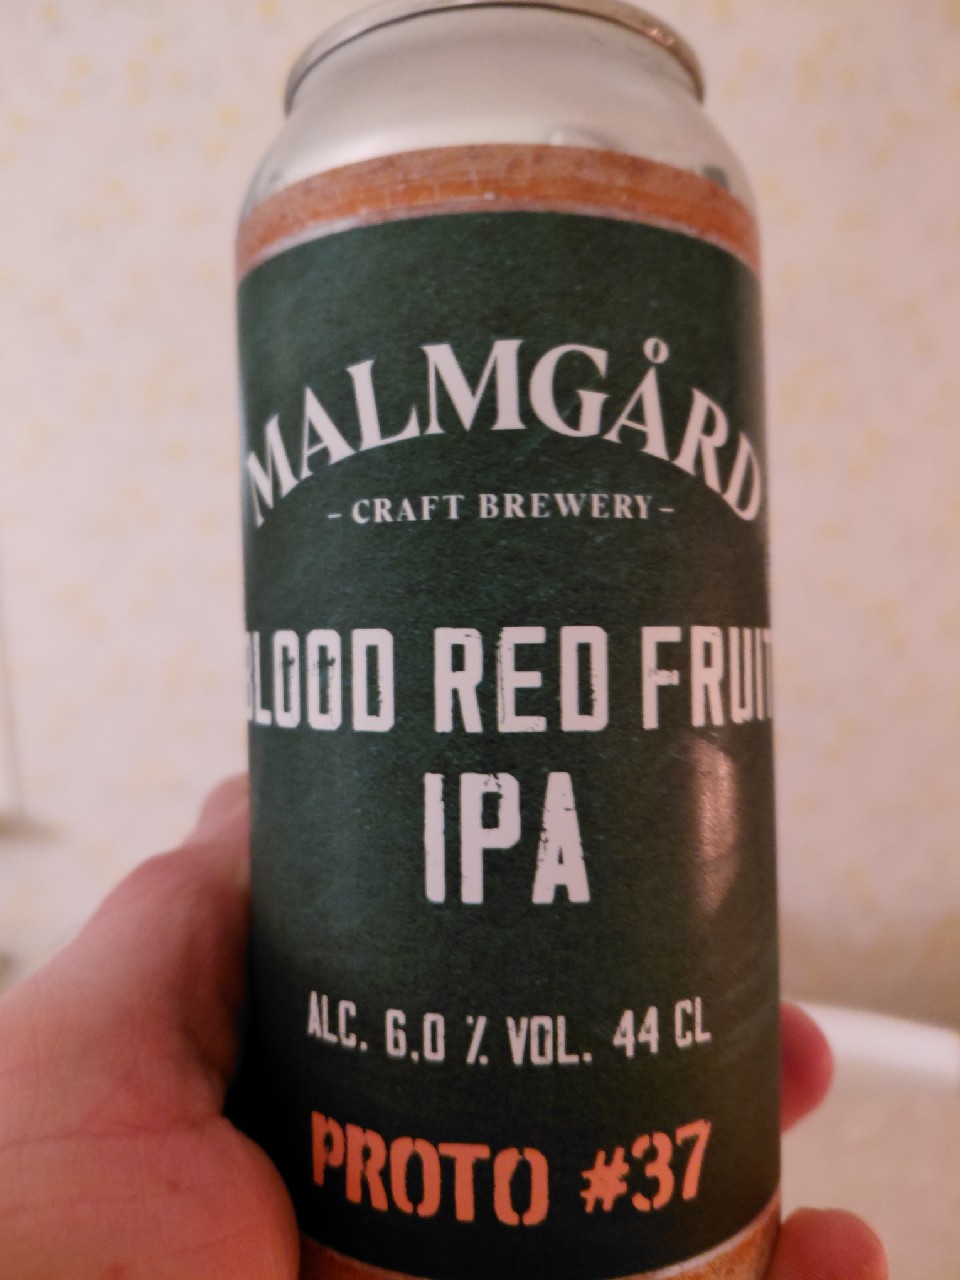 MALMGÅRD
- CRAFT BREWERY -
BLOOD RED FRUIT
IPA
ALC. 6,0 % VOL. 44 CL
PROTO #37